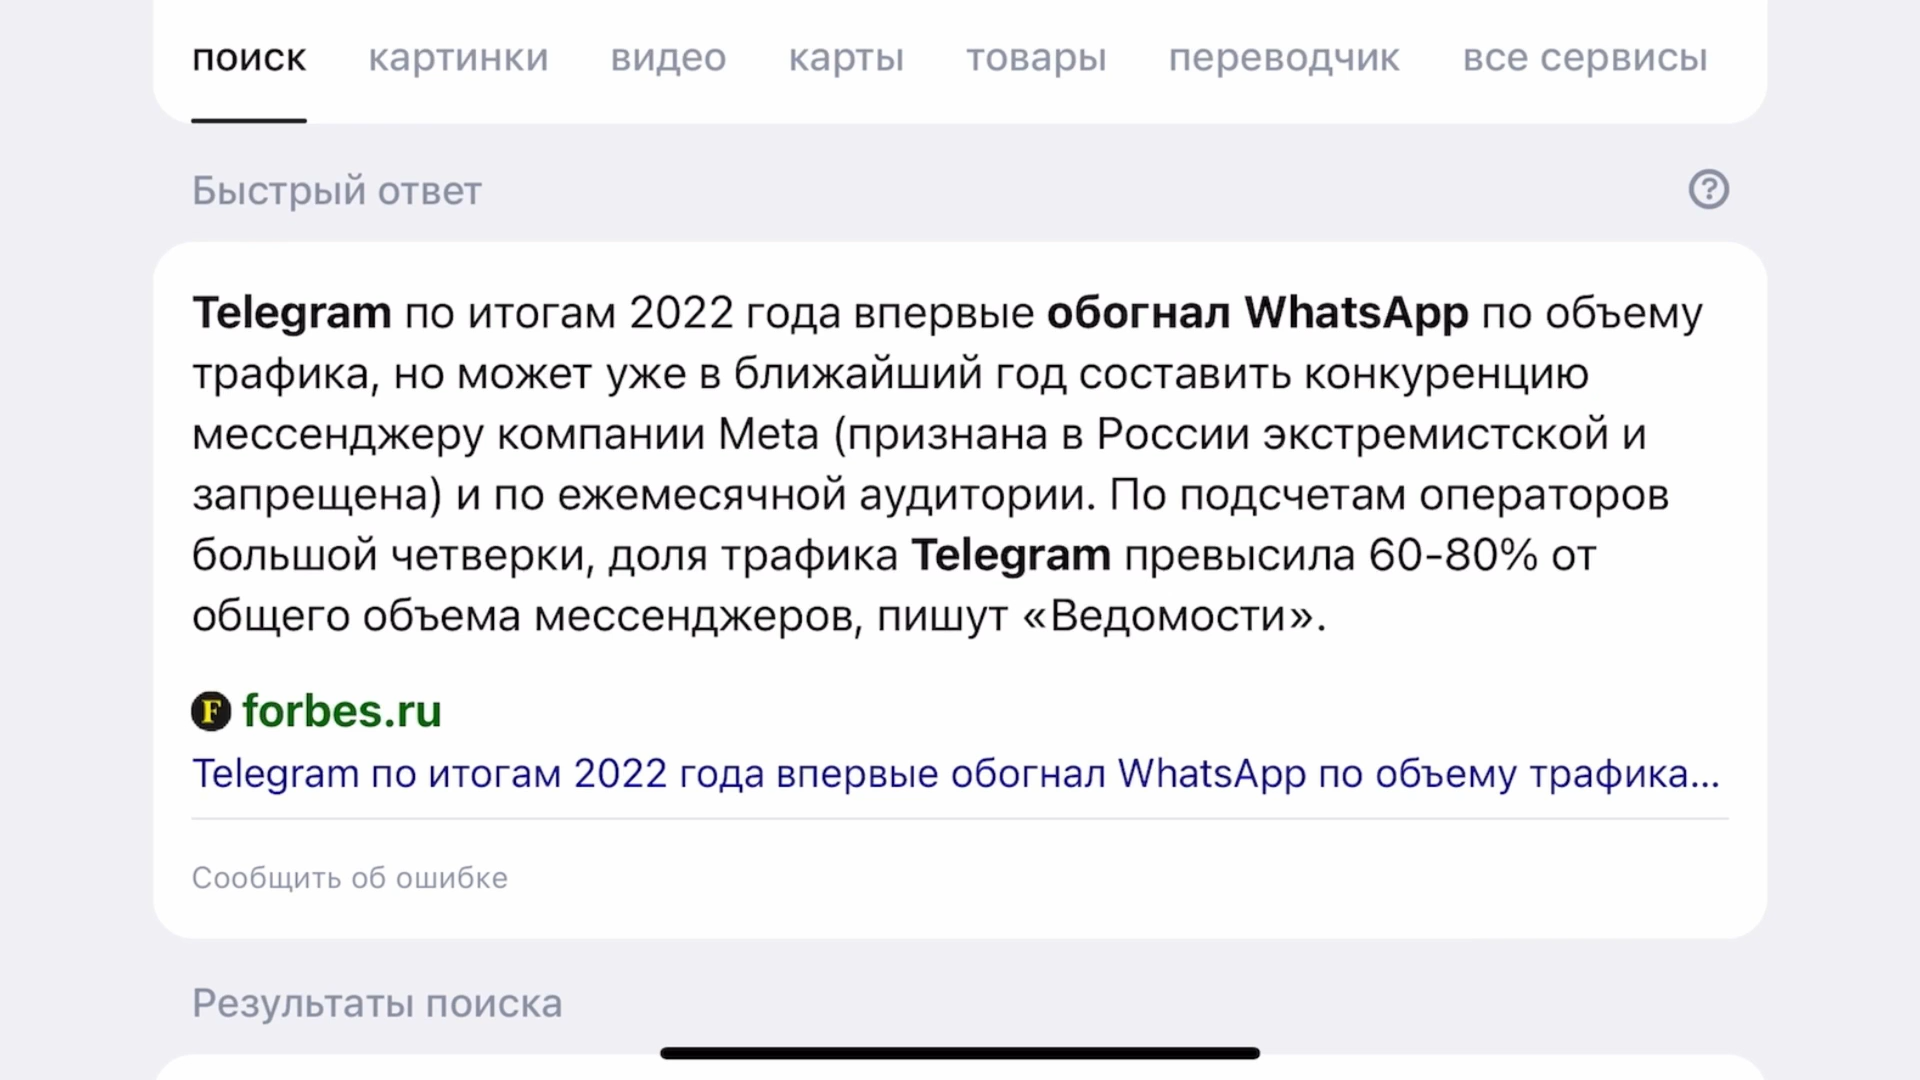 поиск картинки видео карты товары переводчик все сервисы
Быстрый ответ
Telegram по итогам 2022 года впервые обогнал WhatsApp по объему
трафика, но может уже в ближайший год составить конкуренцию
мессенджеру компании Meta (признана в России экстремистской и
запрещена) и по ежемесячной аудитории. По подсчетам операторов
большой четверки, доля трафика Telegram превысила 60-80% от
общего объема мессенджеров, пишут «Ведомости».
F forbes.ru
Telegram по итогам 2022 года впервые обогнал WhatsApp по объему трафика...
Сообщить об ошибке
Результаты поиска